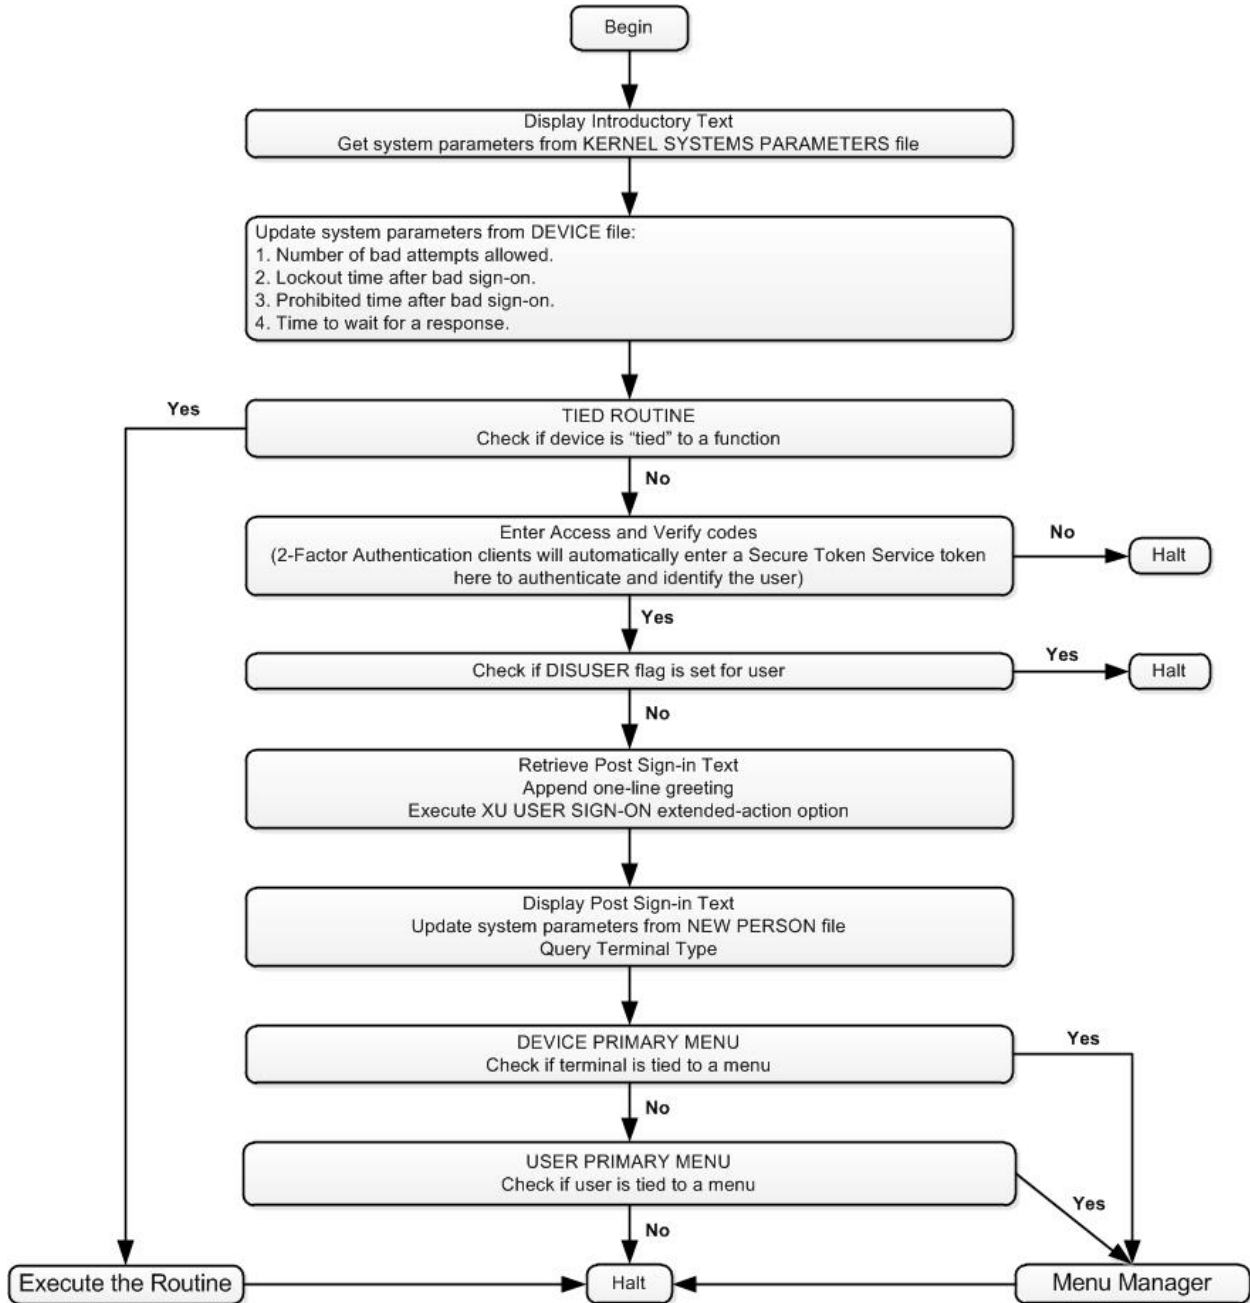 Begin
Display Introductory Text
Get system parameters from KERNEL SYSTEMS PARAMETERS file
Update system parameters from DEVICE file:
1. Number of bad attempts allowed.
2. Lockout time after bad sign-on.
3. Prohibited time after bad sign-on.
4. Time to wait for a response.
Yes
TIED ROUTINE
Check if device is “tied” to a function
No
Enter Access and Verify codes
(2-Factor Authentication clients will automatically enter a Secure Token Service token
here to authenticate and identify the user)
No
Halt
Yes
Check if DISUSER flag is set for user
Yes
Halt
No
Retrieve Post Sign-in Text
Append one-line greeting
Execute XU USER SIGN-ON extended-action option
Display Post Sign-in Text
Update system parameters from NEW PERSON file
Query Terminal Type
DEVICE PRIMARY MENU
Check if terminal is tied to a menu
Yes
No
USER PRIMARY MENU
Check if user is tied to a menu
Yes
No
Execute the Routine
Halt
Menu Manager